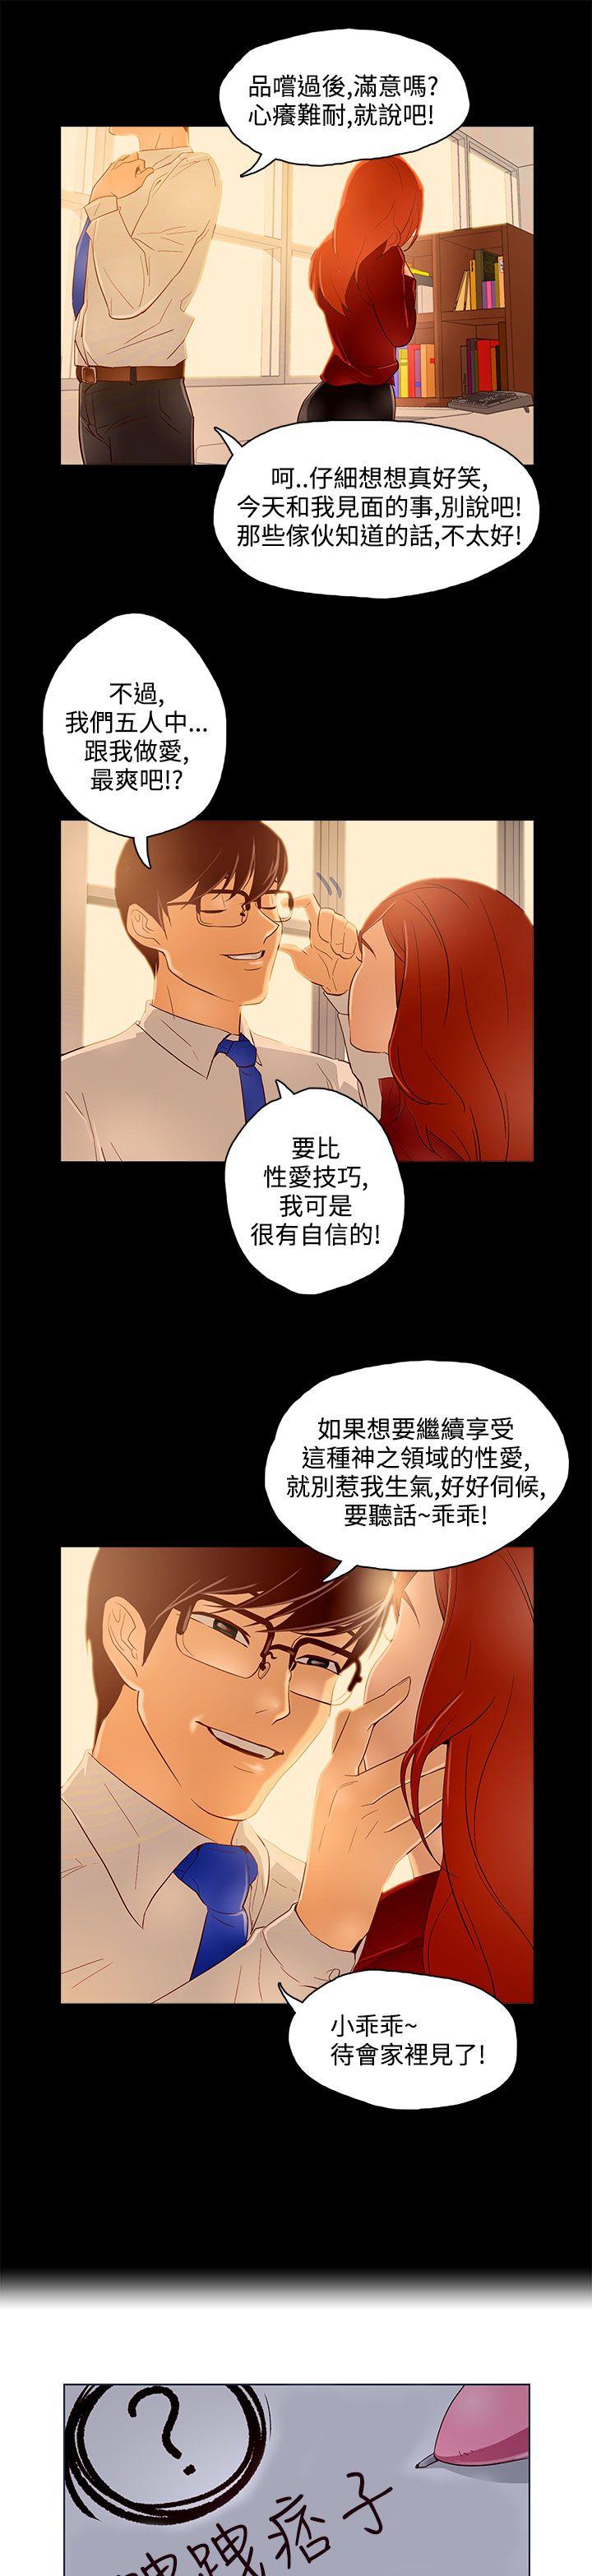 品嚐過後,滿意嗎?
心癢難耐,就說吧!
呵..仔細想想真好笑,
今天和我見面的事,別說吧!
那些傢伙知道的話,不太好!
不過,
我們五人中...
跟我做愛,
最爽吧!?
要比
性愛技巧,
我可是
很有自信的!
如果想要繼續享受
這種神之領域的性愛,
就別惹我生氣,好好伺候,
要聽話~乖乖!
小乖乖~
待會家裡見了!
?
跩痞子